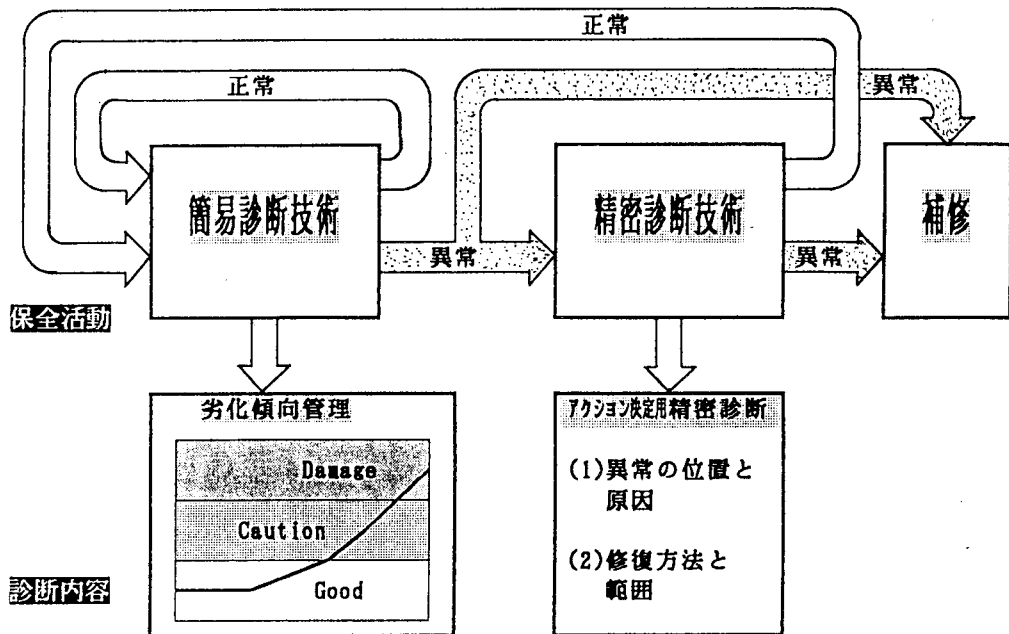 正常
正常
異常
簡易診断技術
精密診断技術
補修
異常
異常
保全活動
劣化傾向管理
Damage
Caution
Good
アクション決定用精密診断
(1)異常の位置と
原因
(2)修復方法と
範囲
診断内容